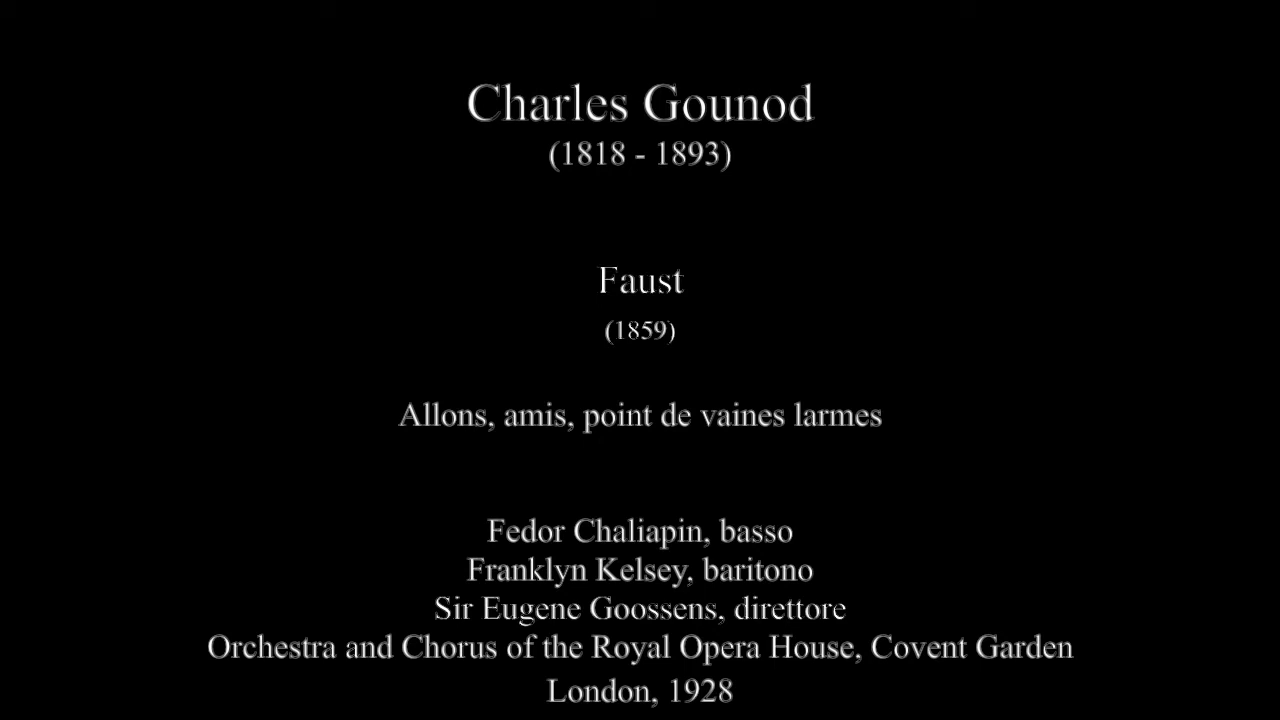 Charles Gounod
(1818 - 1893)
Faust
(1859)
Allons, amis, point de vaines larmes
Fedor Chaliapin, basso
Franklyn Kelsey, baritono
Sir Eugene Goossens, direttore
Orchestra and Chorus of the Royal Opera House, Covent Garden
London, 1928